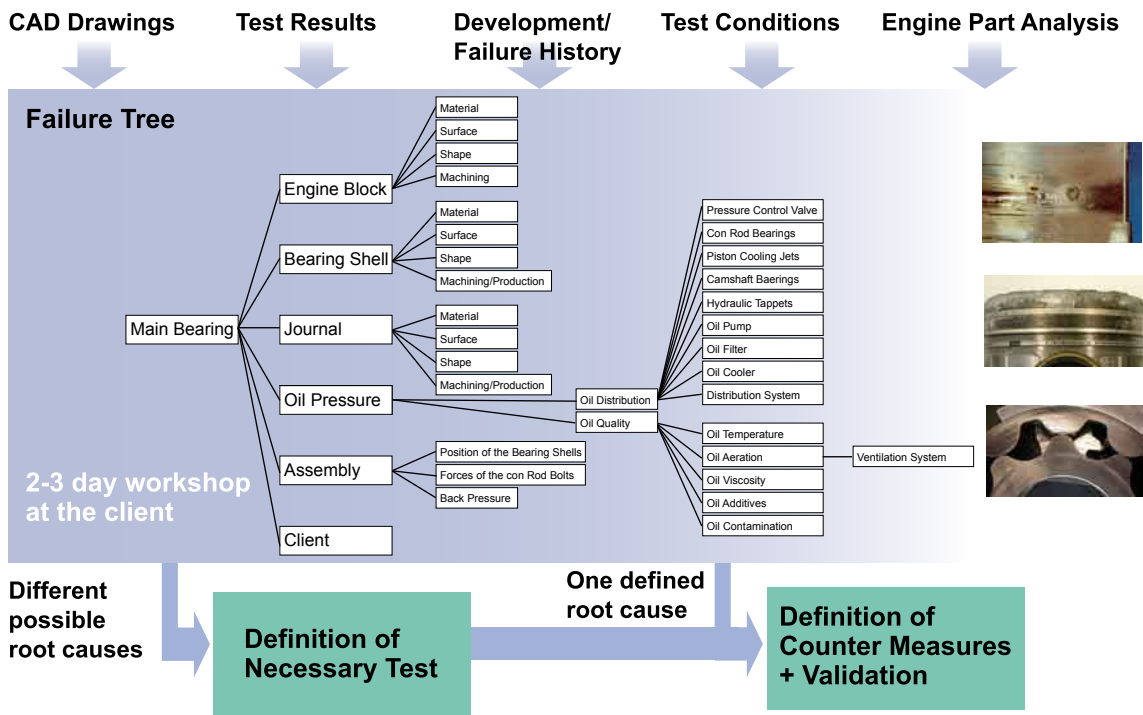 CAD Drawings
Test Results
Development/
Failure History
Test Conditions
Engine Part Analysis
Failure Tree
Main Bearing
Engine Block
Material
Surface
Shape
Machining
Bearing Shell
Material
Surface
Shape
Machining/Production
Journal
Material
Surface
Shape
Machining/Production
Oil Pressure
Oil Distribution
Pressure Control Valve
Con Rod Bearings
Piston Cooling Jets
Camshaft Baerings
Hydraulic Tappets
Oil Pump
Oil Filter
Oil Cooler
Distribution System
Oil Quality
Oil Temperature
Oil Aeration
Ventilation System
Oil Viscosity
Oil Additives
Oil Contamination
Assembly
Position of the Bearing Shells
Forces of the con Rod Bolts
Back Pressure
Client
2-3 day workshop
at the client
Different
possible
root causes
Definition of
Necessary Test
One defined
root cause
Definition of
Counter Measures
+ Validation